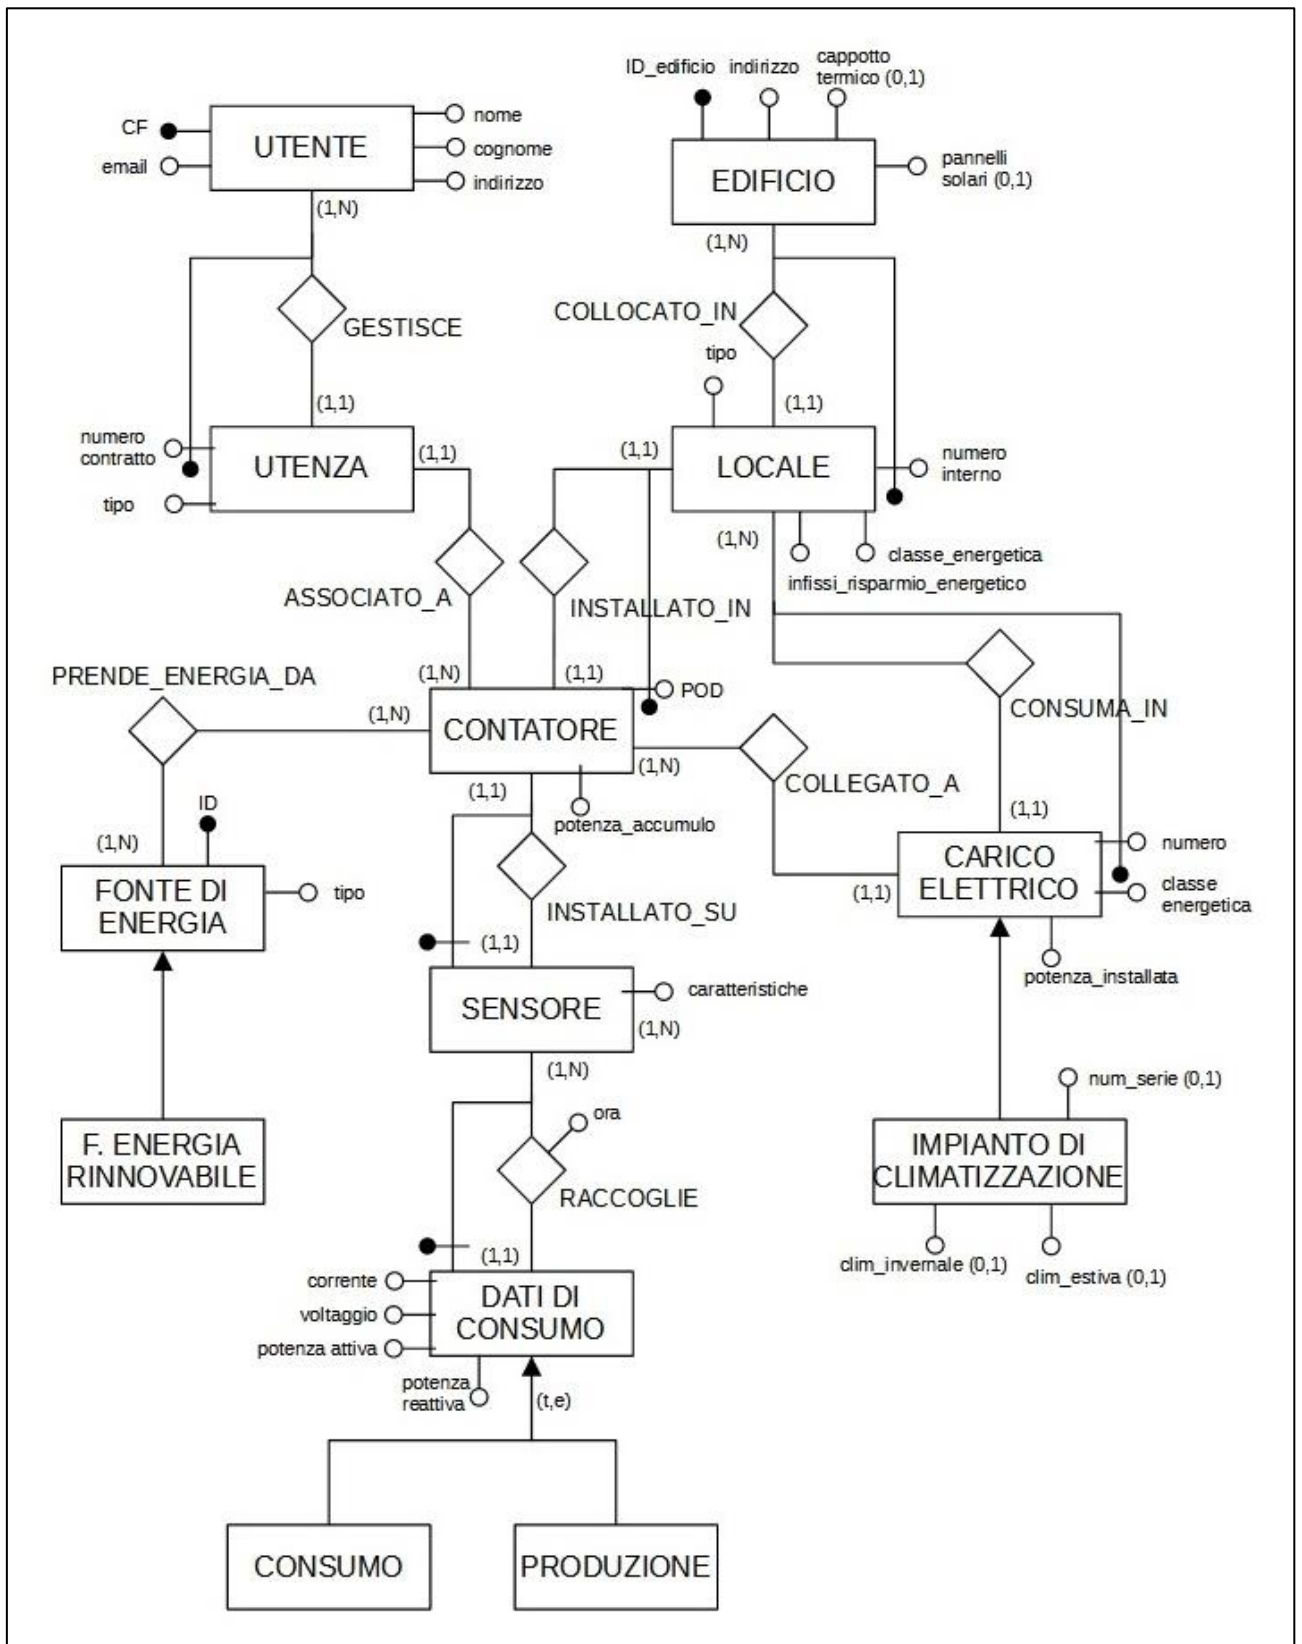 ID_edificio
indirizzo
cappotto
termico (0,1)
CF
UTENTE
nome
email
cognome
indirizzo
EDIFICIO
pannelli
solari (0,1)
(1,N)
(1,N)
GESTISCE
COLLOCATO_IN
tipo
(1,1)
(1,1)
numero
contratto
UTENZA
(1,1)
(1,1)
LOCALE
numero
interno
tipo
(1,N)
classe_energetica
infissi_risparmio_energetico
ASSOCIATO_A
INSTALLATO_IN
PRENDE_ENERGIA_DA
(1,N)
(1,1)
POD
(1,N)
CONTATORE
CONSUMA_IN
(1,N)
COLLEGATO_A
(1,1)
potenza_accumulo
ID
(1,N)
(1,1)
FONTE DI
ENERGIA
tipo
CARICO
ELETTRICO
numero
(1,1)
classe
energetica
INSTALLATO_SU
(1,1)
potenza_installata
SENSORE
caratteristiche
(1,N)
(1,N)
num_serie (0,1)
ora
F. ENERGIA
RINNOVABILE
IMPIANTO DI
CLIMATIZZAZIONE
RACCOGLIE
(1,1)
clim_invernale (0,1)
clim_estiva (0,1)
corrente
voltaggio
potenza attiva
DATI DI
CONSUMO
potenza
reattiva
(t,e)
CONSUMO
PRODUZIONE